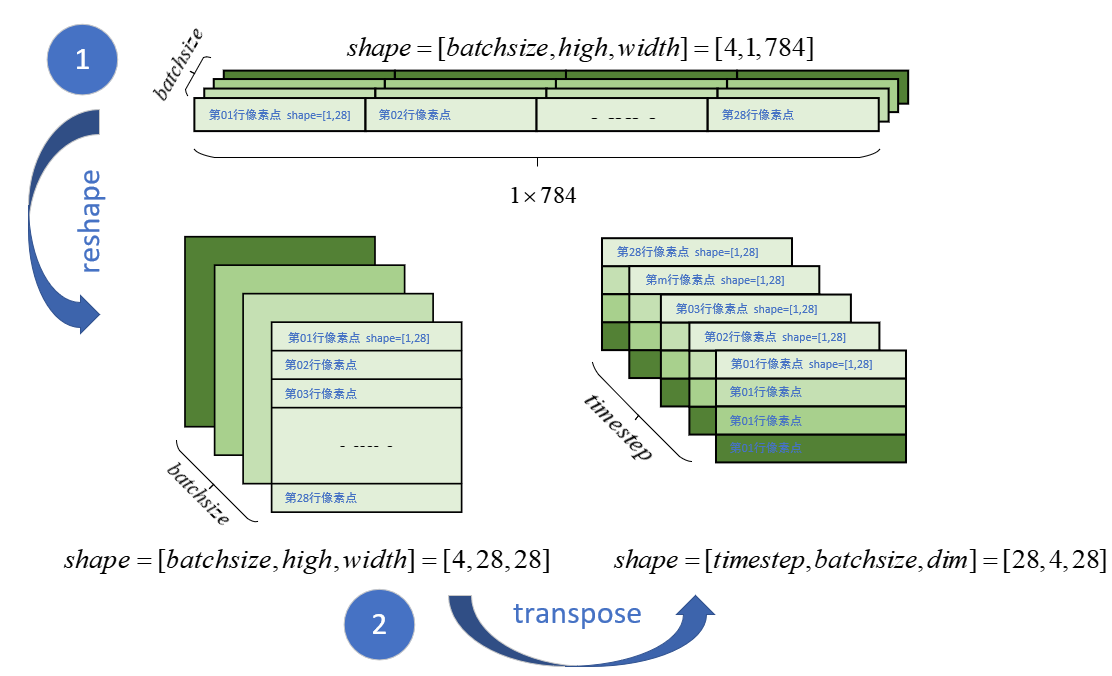 1
shape = [batchsize, high, width] = [4,1,784]
batchsize
第01行像素点 shape=[1,28] 第02行像素点 - -- -- - 第28行像素点
1×784
reshape
第01行像素点 shape=[1,28]
第02行像素点
第03行像素点
- ---- -
第28行像素点
batchsize
shape = [batchsize, high, width] = [4,28,28]
第28行像素点 shape=[1,28]
第m行像素点 shape=[1,28]
第03行像素点 shape=[1,28]
第02行像素点 shape=[1,28]
第01行像素点 shape=[1,28]
第01行像素点
第01行像素点
第01行像素点
timestep
shape = [timestep, batchsize, dim] = [28,4,28]
2
transpose